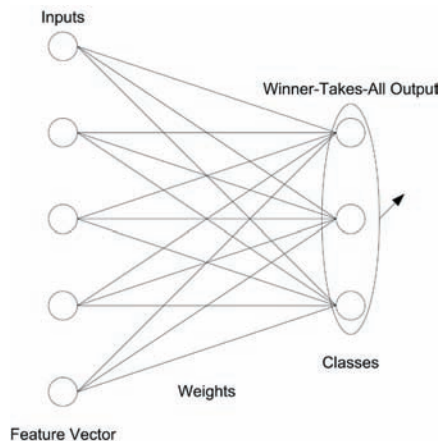 Inputs
Winner-Takes-All Output
Classes
Weights
Feature Vector